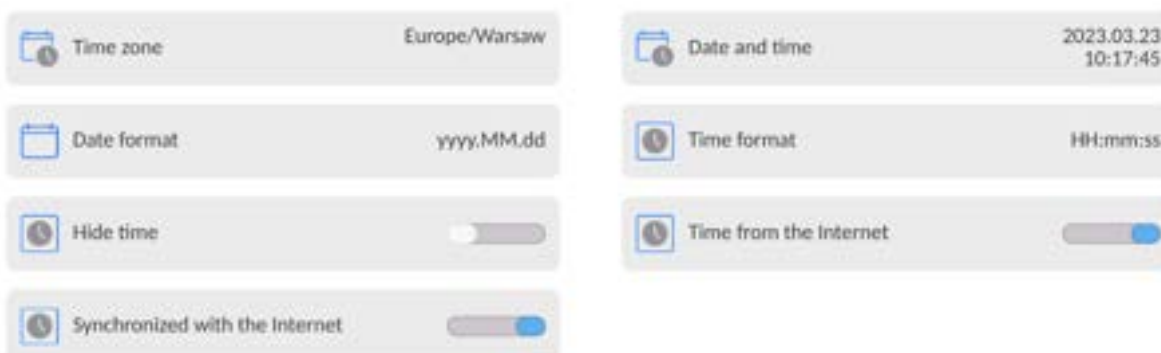 Time zone
Europe/Warsaw
Date and time
2023.03.23
10:17:45
Date format
yyyy.MM.dd
Time format
HH:mm:ss
Hide time
Time from the Internet
Synchronized with the Internet